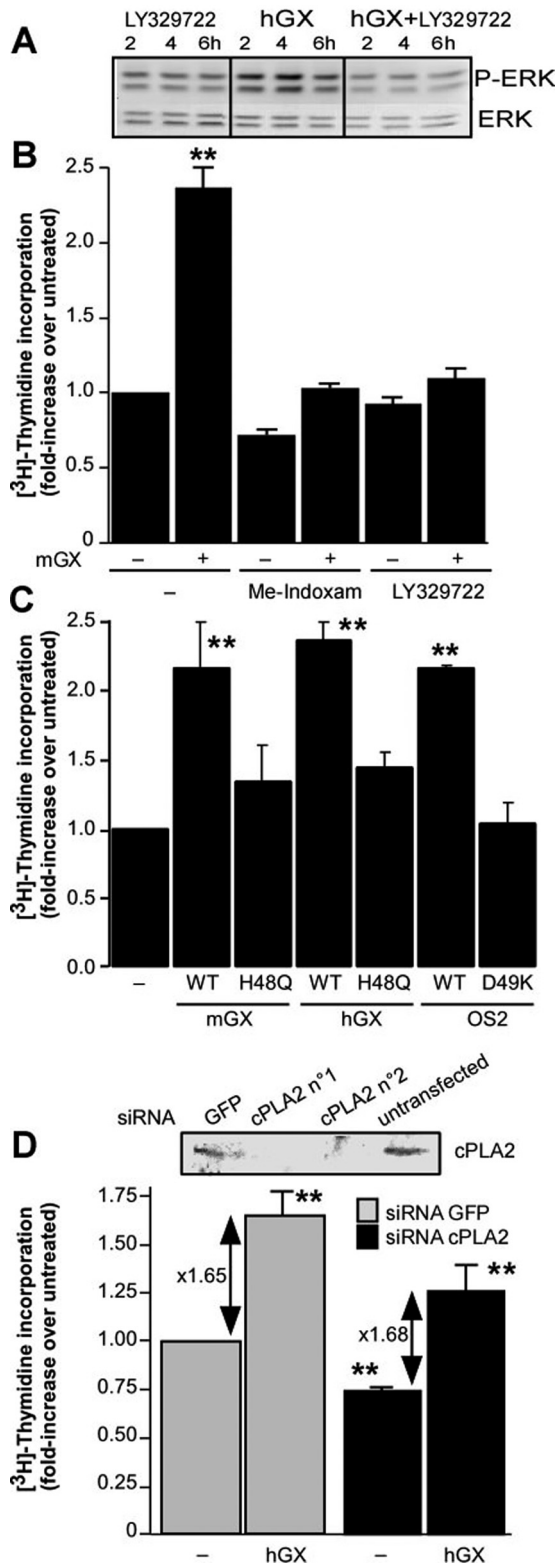 A
LY329722 hGX hGX+LY329722
2 4 6h 2 4 6h 2 4 6h
P-ERK
ERK
B
**
[³H]-Thymidine incorporation
(fold-increase over untreated)
2.5
2.0
1.0
0.5
0
mGX – + – + – +
– Me-Indoxam LY329722
C
[³H]-Thymidine incorporation
(fold-increase over untreated)
2.5
2.0
1.5
1.0
0.5
0.0
** ** **
– WT H48Q WT H48Q WT D49K
mGX hGX OS2
D
siRNA GFP cPLA2 n°1 cPLA2 n°2 untransfected
cPLA2
[³H]-Thymidine incorporation
(fold-increase over untreated)
1.75
1.50
1.25
1.00
0.75
0.50
0.25
0
siRNA GFP
siRNA cPLA2
** ** **
x1.65 x1.68
– hGX – hGX